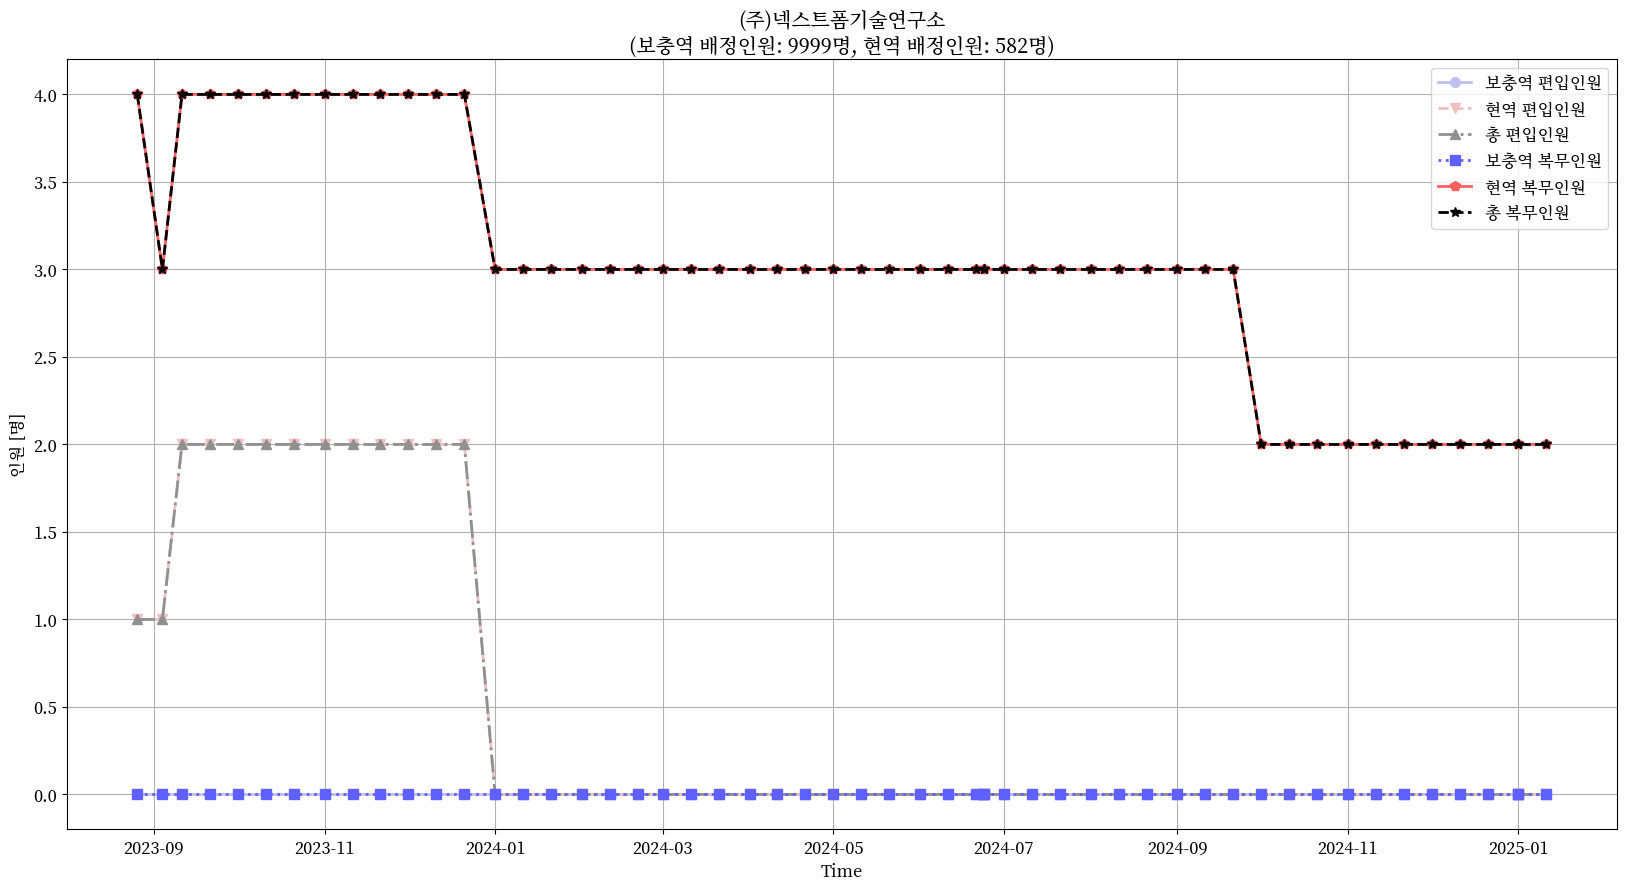 (주)넥스트폼기술연구소
(보충역 배정인원: 9999명, 현역 배정인원: 582명)
보충역 편입인원
현역 편입인원
총 편입인원
보충역 복무인원
현역 복무인원
총 복무인원
인원 [명]
4.0
3.5
3.0
2.5
2.0
1.5
1.0
0.5
0.0
2023-09 2023-11 2024-01 2024-03 2024-05 2024-07 2024-09 2024-11 2025-01
Time